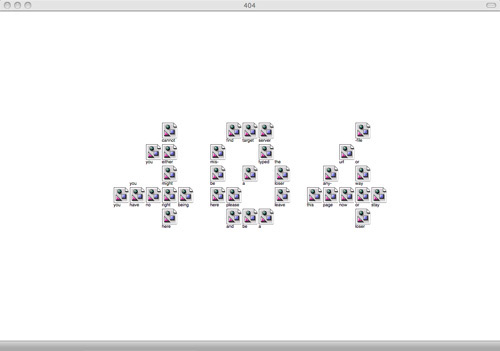 404
cannot find target server -file
you either mis- typed the url or
you might be a loser any- way
you have no right being here please leave this page now or stay
here and be a loser